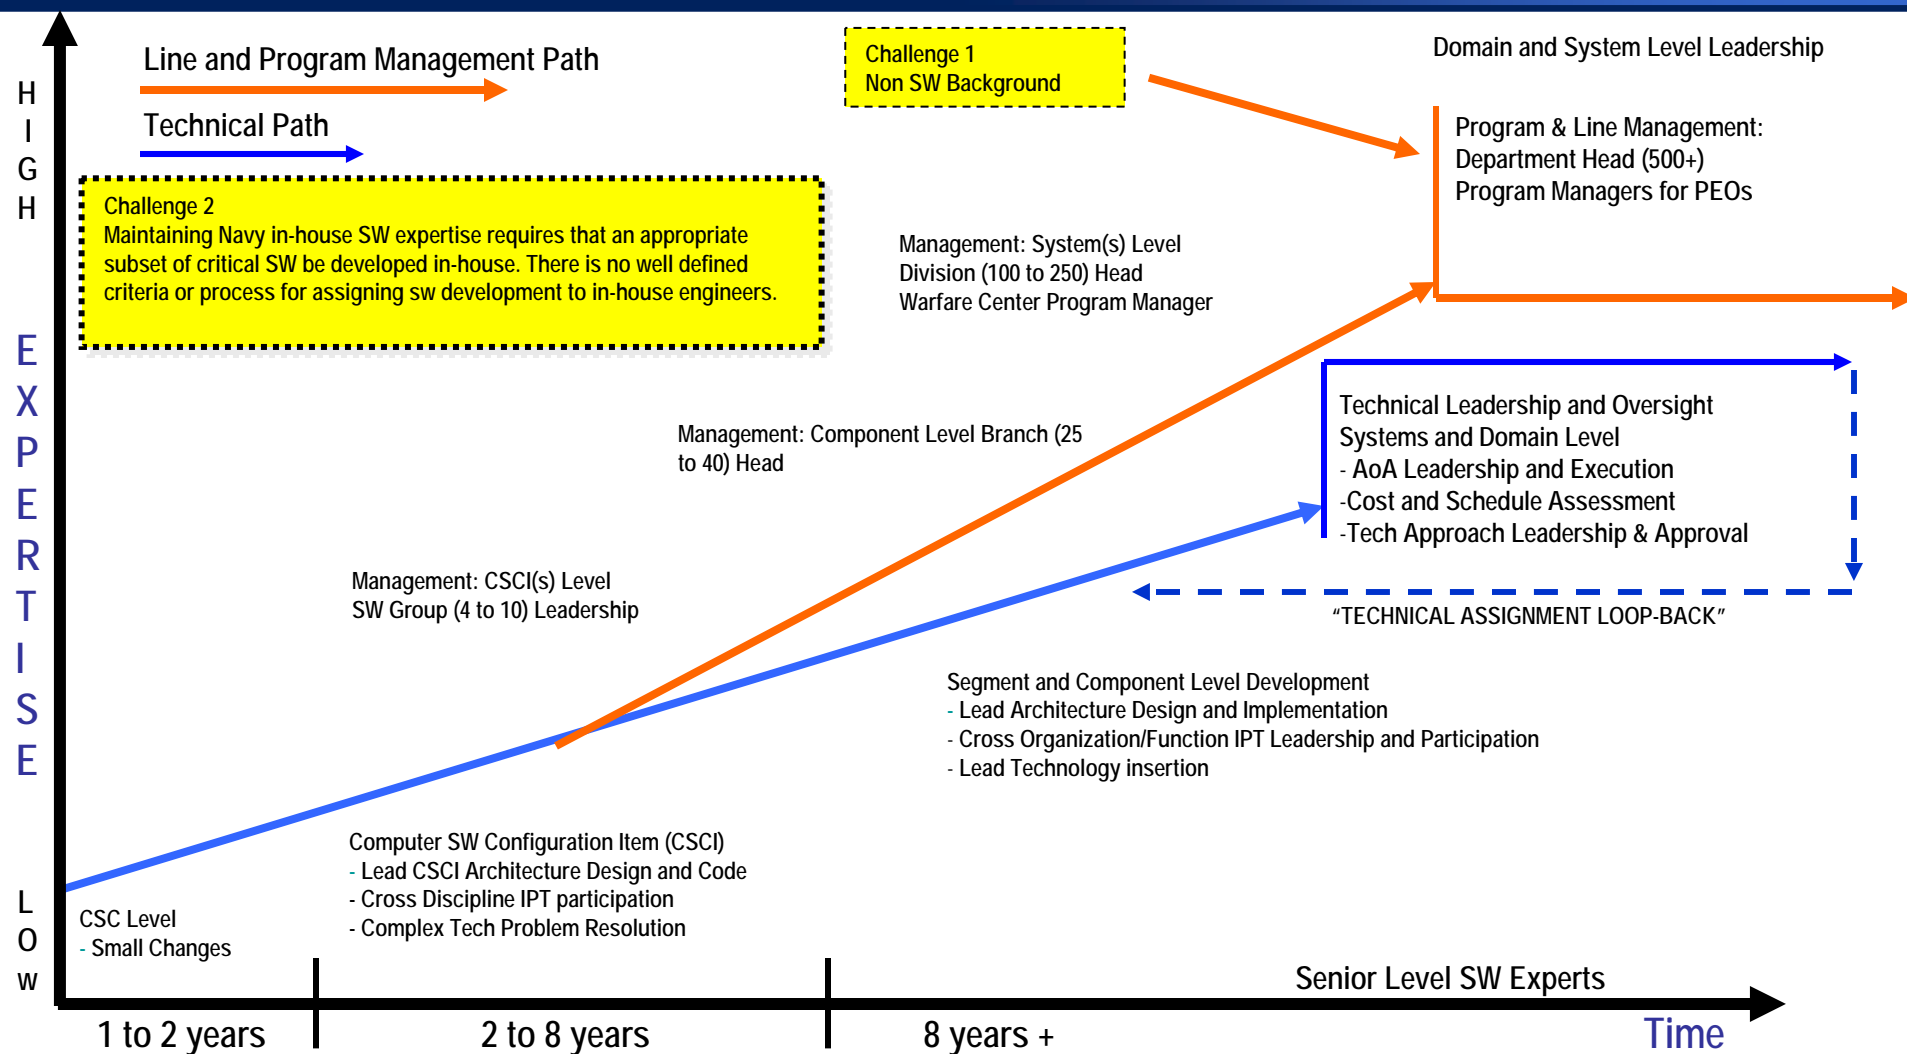 Line and Program Management Path
Technical Path
Challenge 1
Non SW Background
Domain and System Level Leadership
Program & Line Management:
Department Head (500+)
Program Managers for PEOs
Challenge 2
Maintaining Navy in-house SW expertise requires that an appropriate
subset of critical SW be developed in-house. There is no well defined
criteria or process for assigning sw development to in-house engineers.
Management: System(s) Level
Division (100 to 250) Head
Warfare Center Program Manager
Management: Component Level Branch (25
to 40) Head
Technical Leadership and Oversight
Systems and Domain Level
- AoA Leadership and Execution
-Cost and Schedule Assessment
-Tech Approach Leadership & Approval
Management: CSCI(s) Level
SW Group (4 to 10) Leadership
“TECHNICAL ASSIGNMENT LOOP-BACK”
Segment and Component Level Development
- Lead Architecture Design and Implementation
- Cross Organization/Function IPT Leadership and Participation
- Lead Technology insertion
Computer SW Configuration Item (CSCI)
- Lead CSCI Architecture Design and Code
- Cross Discipline IPT participation
- Complex Tech Problem Resolution
CSC Level
- Small Changes
HIGH
EXPERTISE
LOw
Senior Level SW Experts
1 to 2 years
2 to 8 years
8 years +
Time